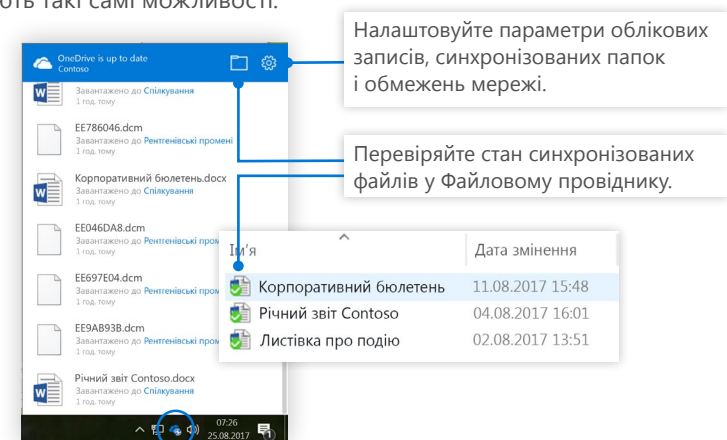 ють такі самі можливості.
Налаштовуйте параметри облікових
записів, синхронізованих папок
і обмежень мережі.
Перевіряйте стан синхронізованих
файлів у Файловому провіднику.
OneDrive is up to date
Contoso
Завантажено до Спілкування
1 год. тому
EE786046.dcm
Завантажено до Рентгенівські промені
1 год. тому
Корпоративний бюлетень.docx
Завантажено до Спілкування
1 год. тому
EE046DA8.dcm
Завантажено до Рентгенівські пром
1 год. тому
EE697E04.dcm
Завантажено до Рентгенівські пром
1 год. тому
EE9AB93B.dcm
Завантажено до Рентгенівські пром
1 год. тому
Річний звіт Contoso.docx
Завантажено до Спілкування
1 год. тому
07:26
25.08.2017
1
Ім'я Дата змінення
Корпоративний бюлетень 11.08.2017 15:48
Річний звіт Contoso 04.08.2017 16:01
Листівка про подію 02.08.2017 13:51